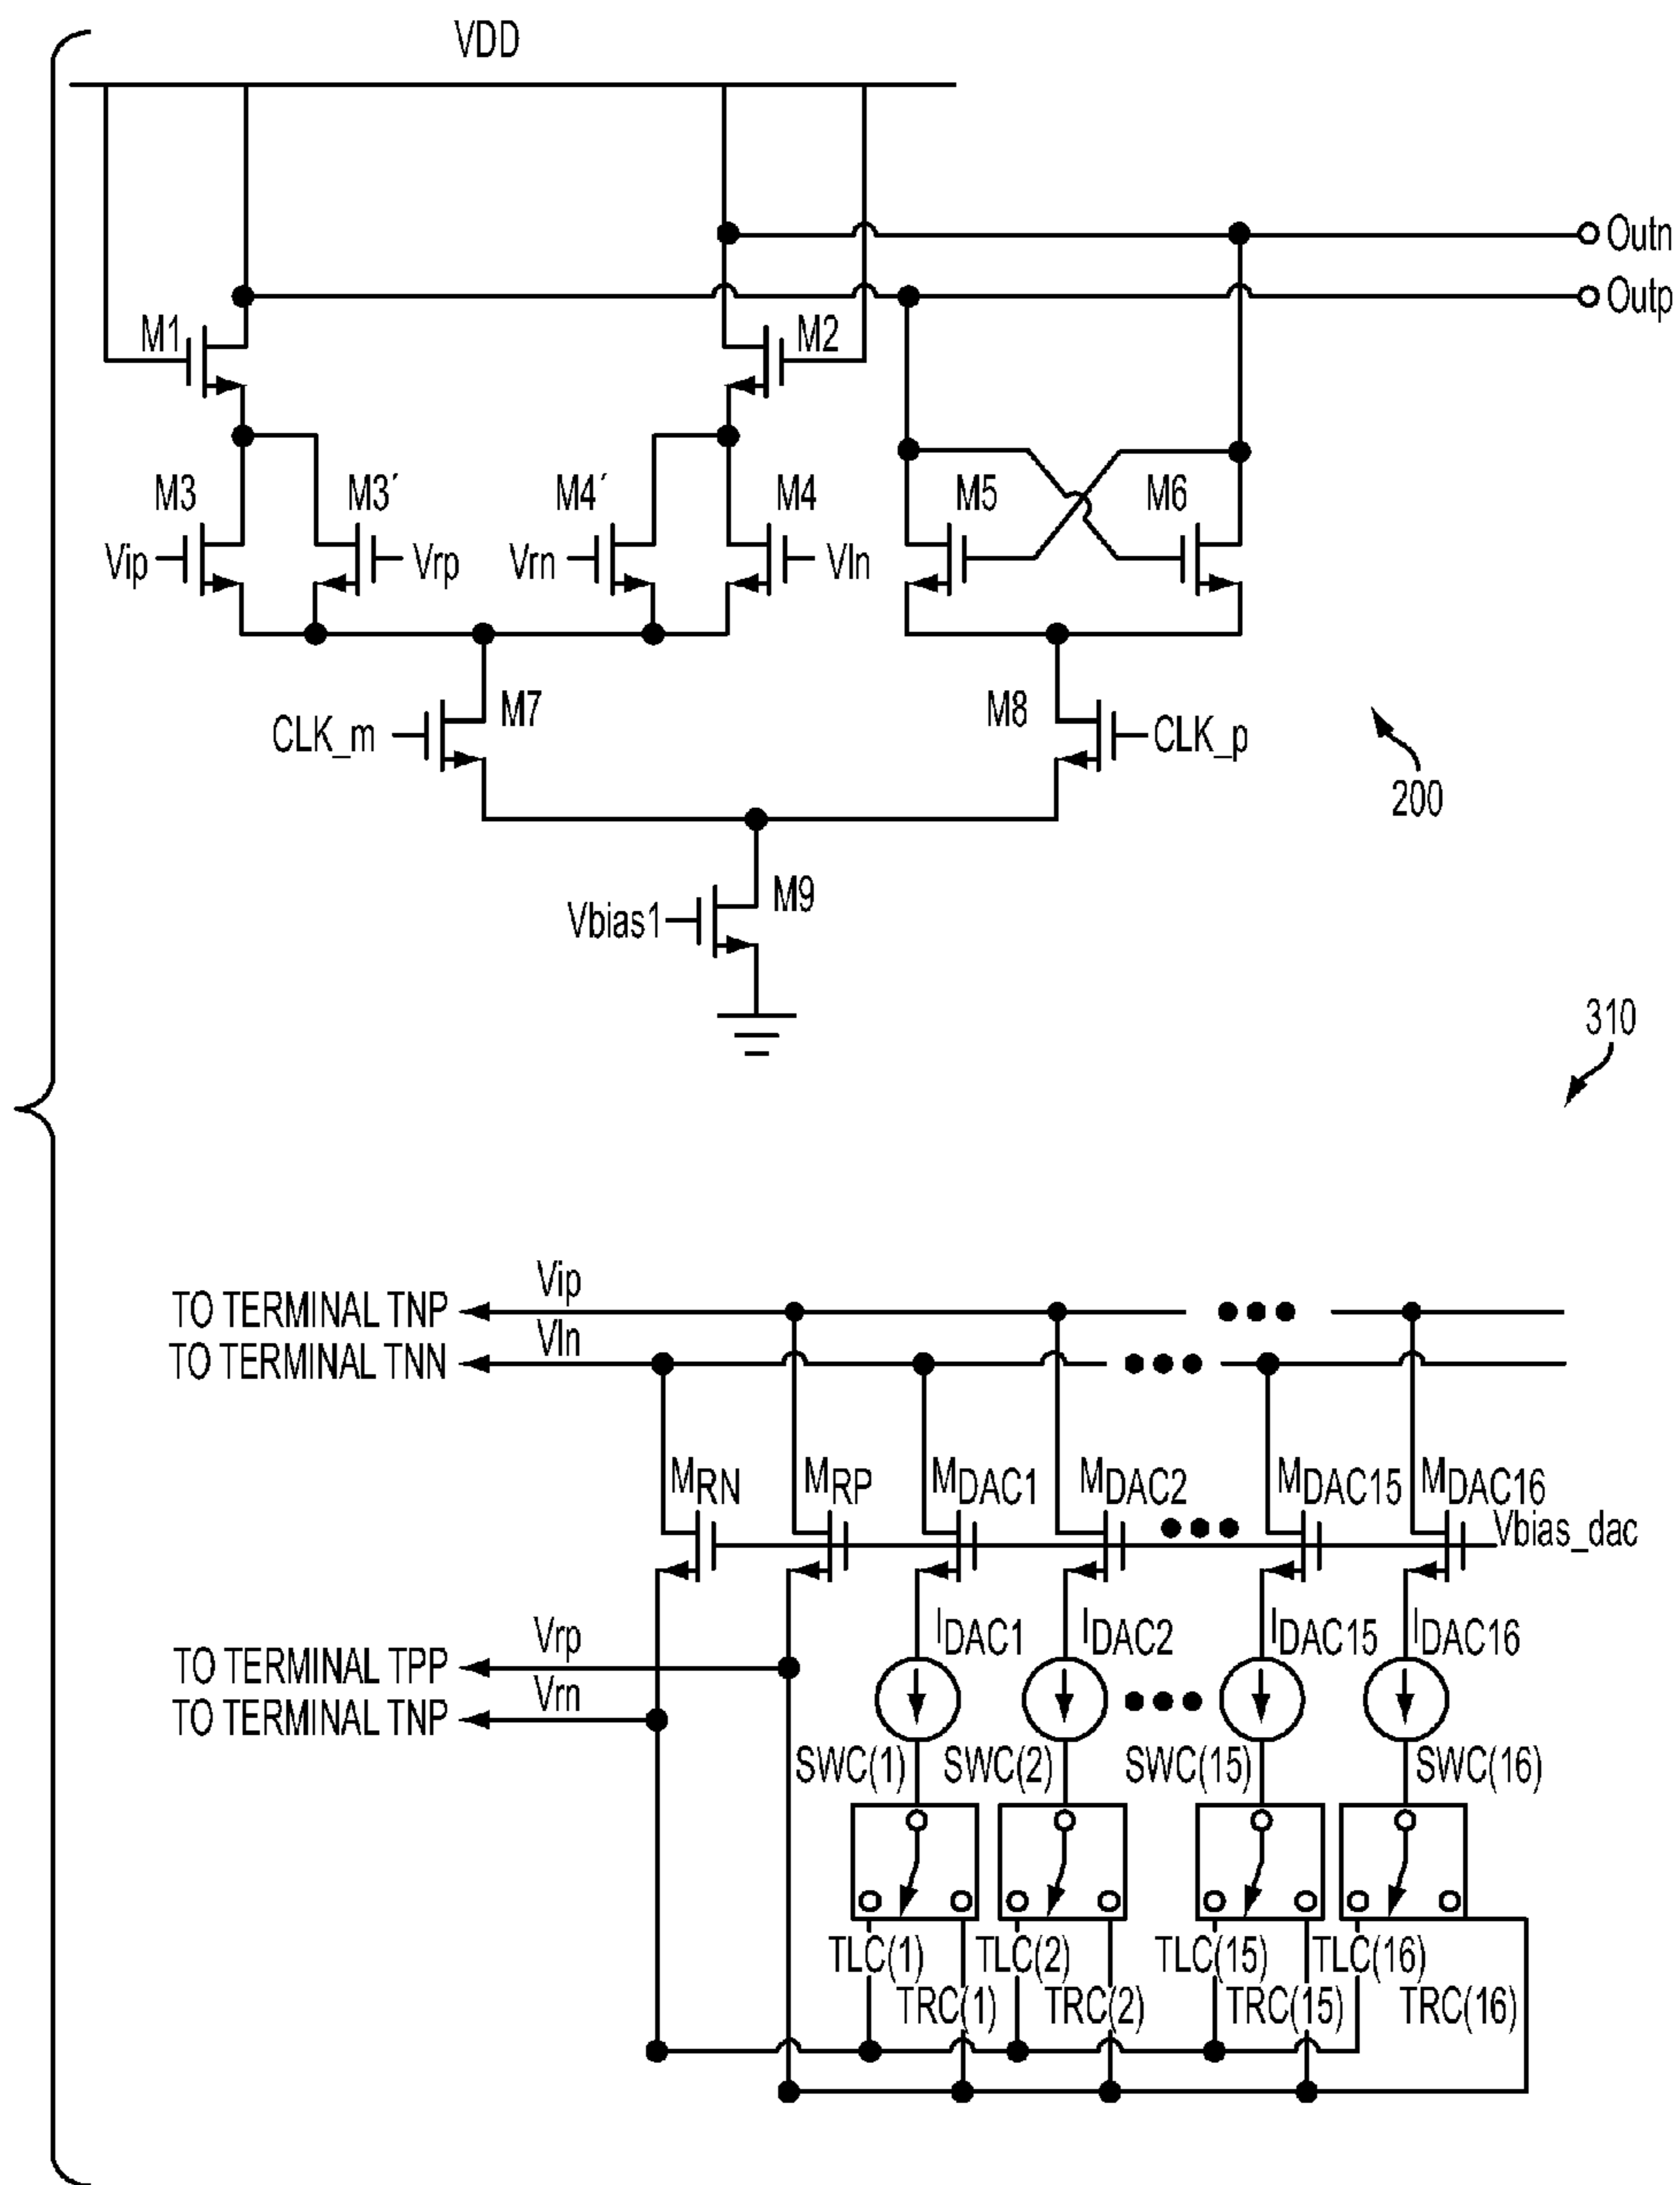 VDD
Outn
Outp
M1
M2
M3
M3´
M4´
M4
M5
M6
Vip
Vrp
Vrn
VIn
CLK_m
M7
M8
CLK_p
200
Vbias1
M9
310
TO TERMINAL TNP
Vip
TO TERMINAL TNN
VIn
MRN
MRP
MDAC1
MDAC2
MDAC15
MDAC16
Vbias_dac
TO TERMINAL TPP
Vrp
TO TERMINAL TNP
Vrn
IDAC1
IDAC2
IDAC15
IDAC16
SWC(1)
SWC(2)
SWC(15)
SWC(16)
TLC(1)
TLC(2)
TLC(15)
TLC(16)
TRC(1)
TRC(2)
TRC(15)
TRC(16)